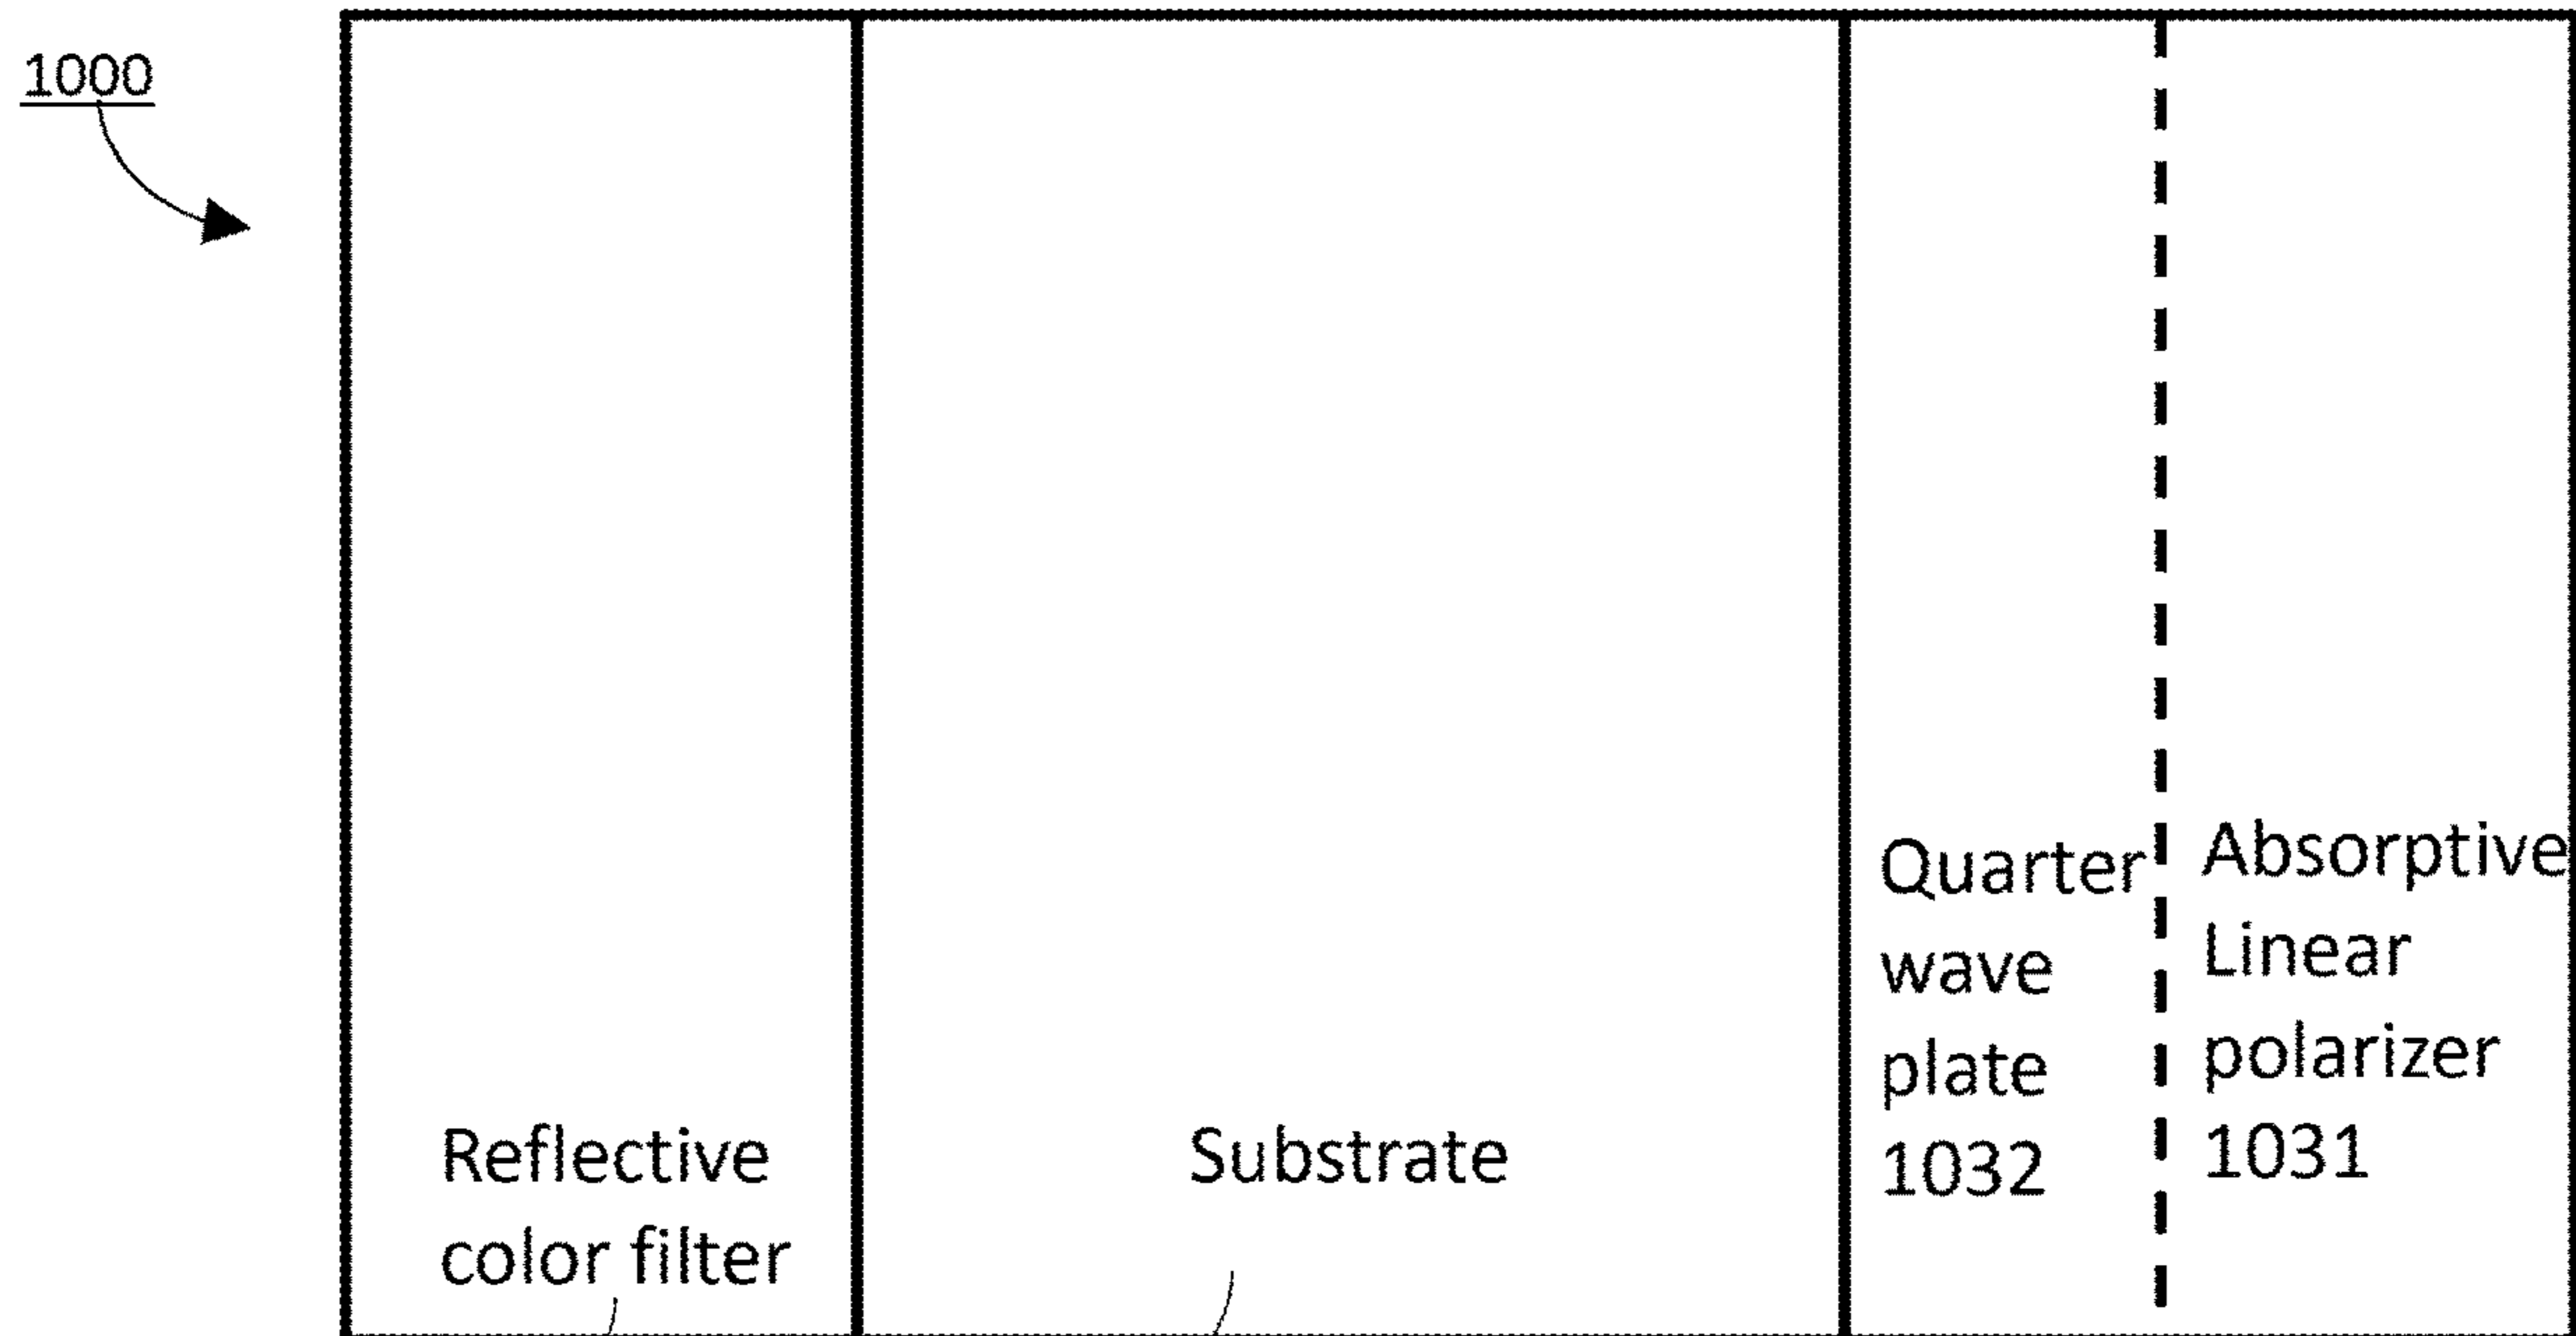 1000
Reflective
color filter
Substrate
Quarter
wave
plate
1032
Absorptive
Linear
polarizer
1031